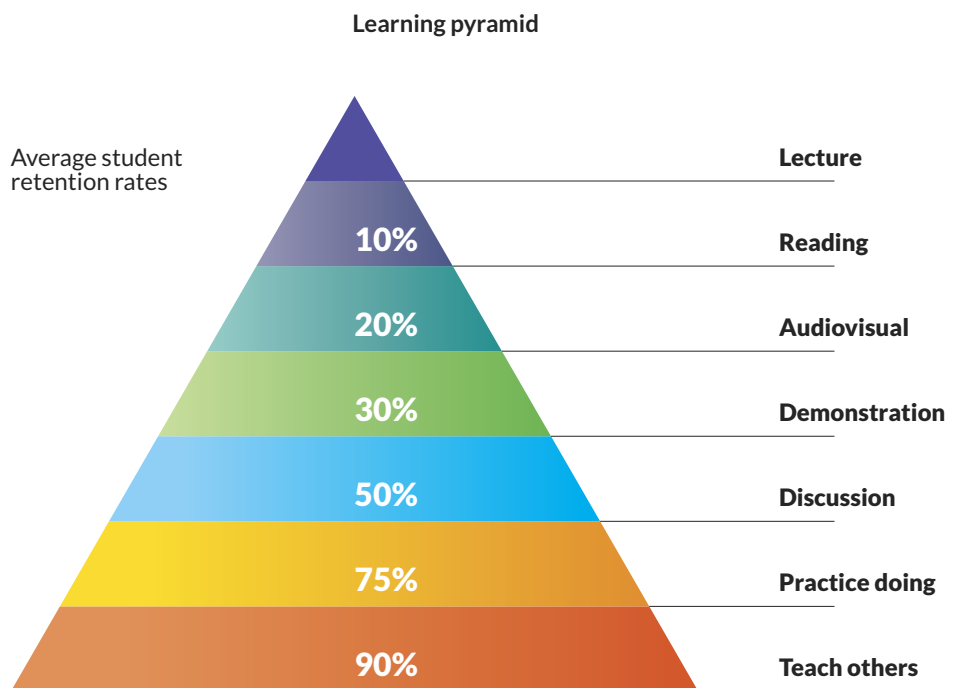 Learning pyramid
Average student
retention rates
Lecture
10%
Reading
20%
Audiovisual
30%
Demonstration
50%
Discussion
75%
Practice doing
90%
Teach others